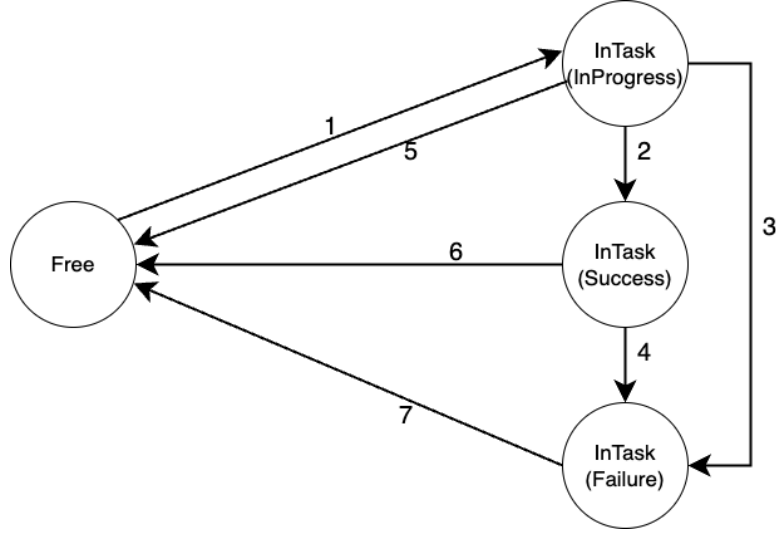 InTask
(InProgress)
1
5
2
3
Free
6
InTask
(Success)
4
7
InTask
(Failure)